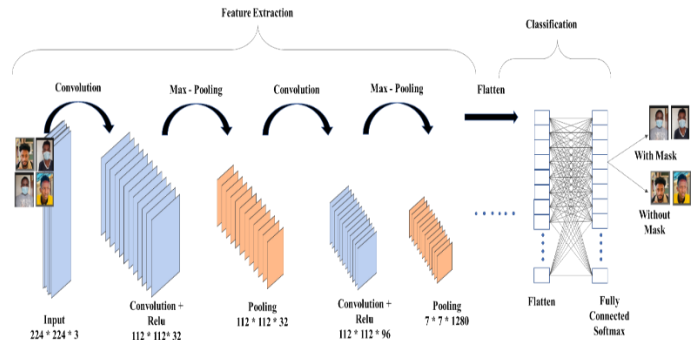 Feature Extraction
Classification
Convolution
Max - Pooling
Convolution
Max - Pooling
Flatten
With Mask
Without
Mask
Input
224 * 224 * 3
Convolution +
Relu
112 * 112* 32
Pooling
112 * 112 * 32
Convolution +
Relu
112 * 112 * 96
Pooling
7 * 7 * 1280
Flatten
Fully
Connected
Softmax